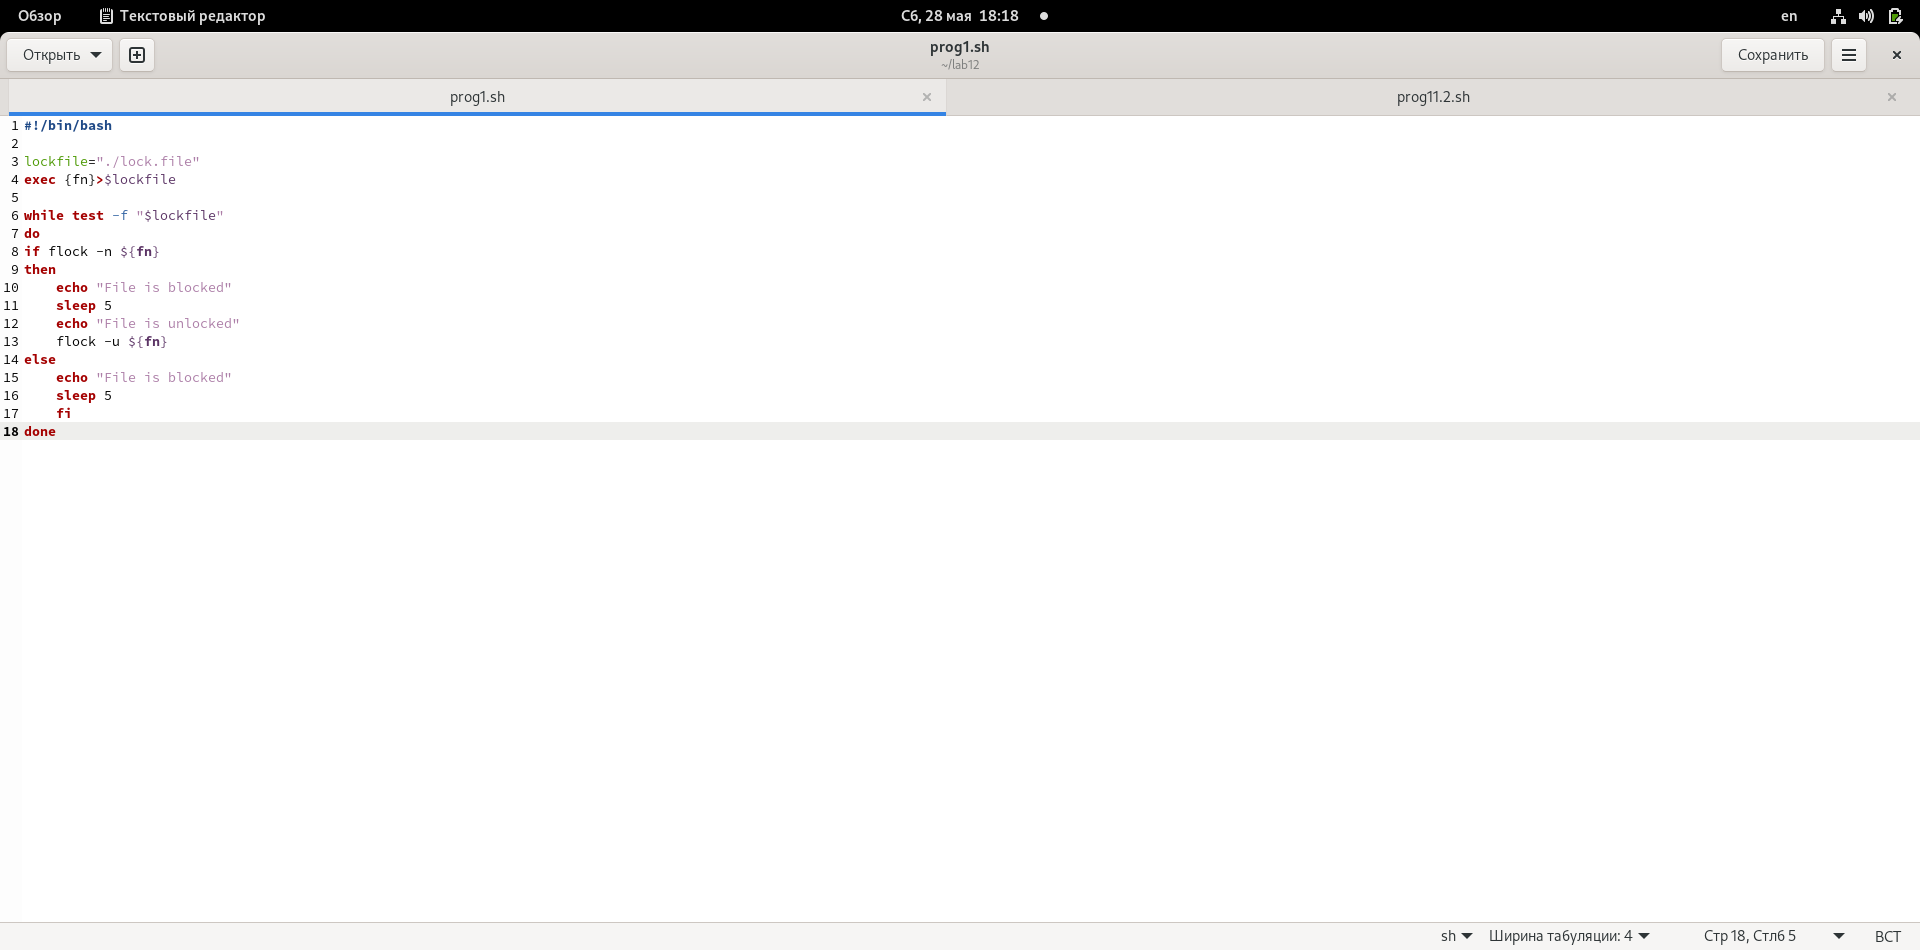 Обзор Текстовый редактор Сб, 28 мая 18:18 en
Открыть prog1.sh Сохранить
~/lab12
prog1.sh prog11.2.sh
1 #!/bin/bash
2
3 lockfile="./lock.file"
4 exec {fn}>$lockfile
5
6 while test -f "$lockfile"
7 do
8 if flock -n ${fn}
9 then
10     echo "File is blocked"
11     sleep 5
12     echo "File is unlocked"
13     flock -u ${fn}
14 else
15     echo "File is blocked"
16     sleep 5
17     fi
18 done
sh Ширина табуляции: 4 Стр 18, Стлб 5 ВСТ